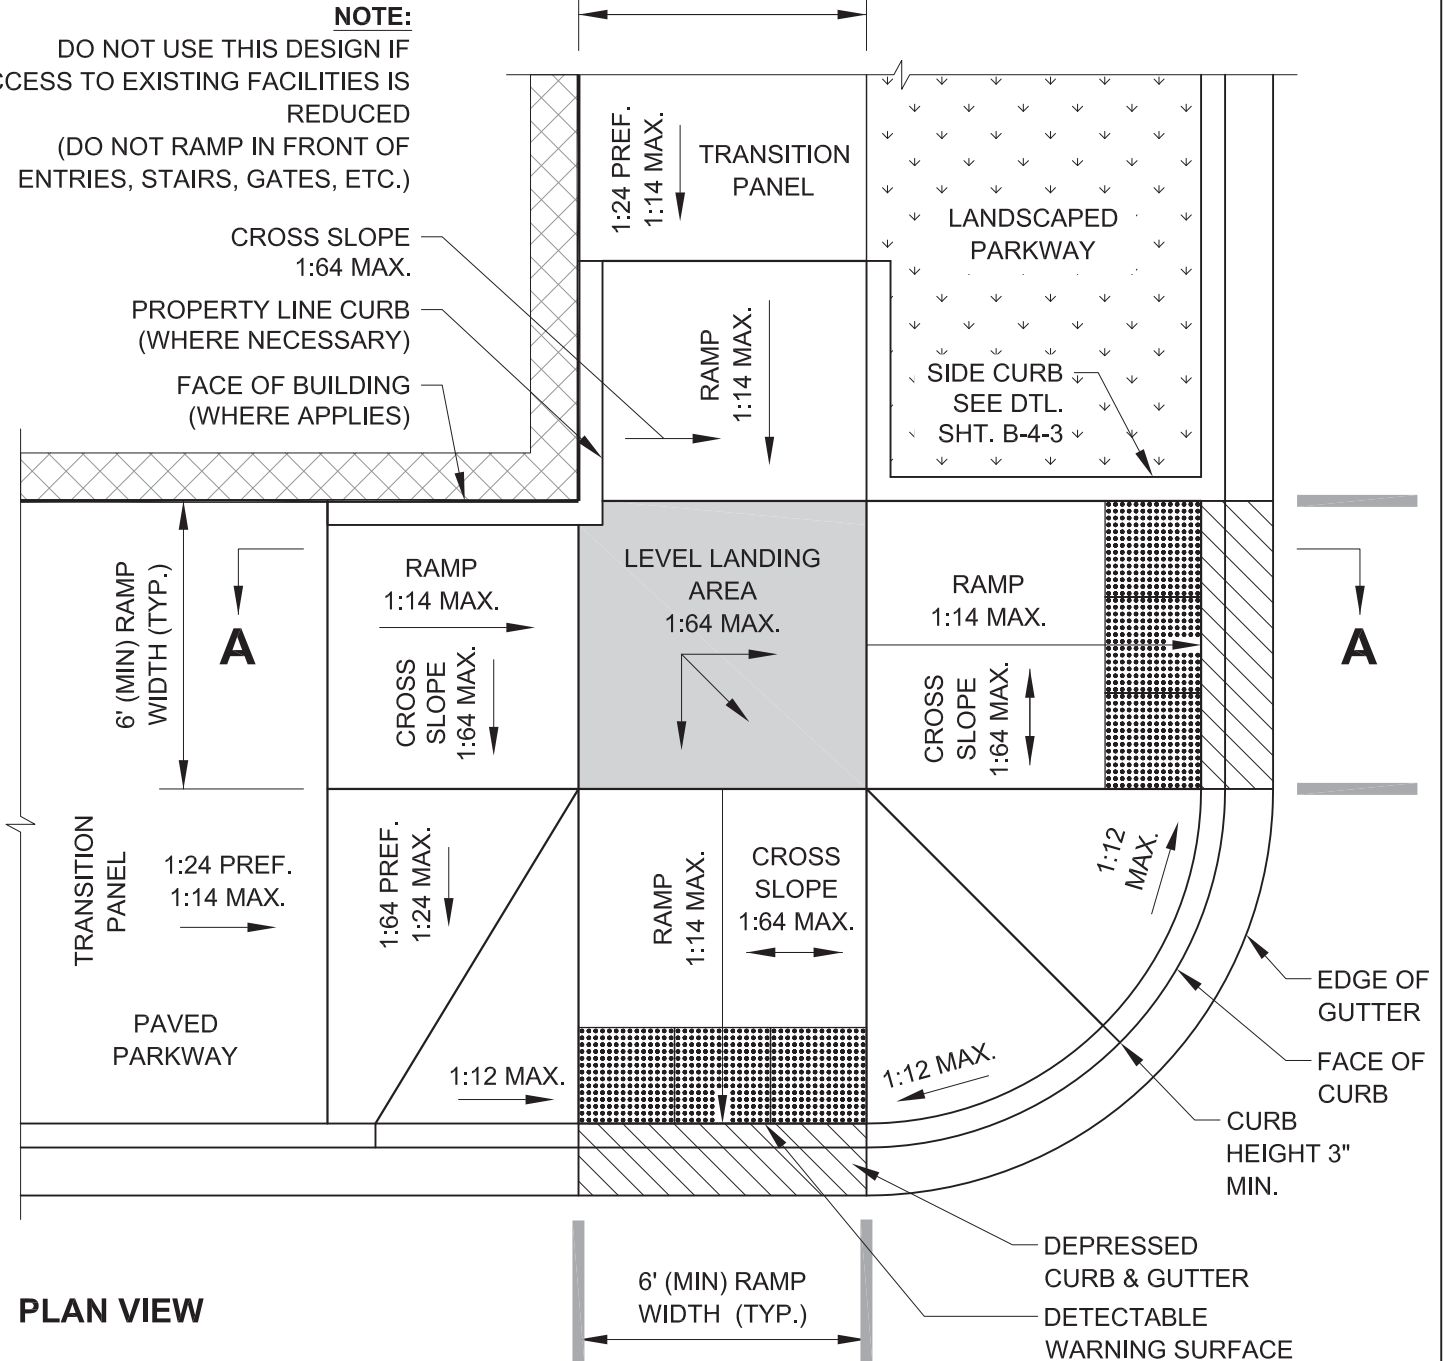 NOTE:
DO NOT USE THIS DESIGN IF
CCESS TO EXISTING FACILITIES IS
REDUCED
(DO NOT RAMP IN FRONT OF
ENTRIES, STAIRS, GATES, ETC.)
CROSS SLOPE
1:64 MAX.
PROPERTY LINE CURB
(WHERE NECESSARY)
FACE OF BUILDING
(WHERE APPLIES)
1:24 PREF.
1:14 MAX.
TRANSITION
PANEL
LANDSCAPED
PARKWAY
RAMP
1:14 MAX.
SIDE CURB
SEE DTL.
SHT. B-4-3
6' (MIN) RAMP
WIDTH (TYP.)
A
RAMP
1:14 MAX.
CROSS
SLOPE
1:64 MAX.
LEVEL LANDING
AREA
1:64 MAX.
RAMP
1:14 MAX.
CROSS
SLOPE
1:64 MAX.
A
TRANSITION
PANEL
1:24 PREF.
1:14 MAX.
PAVED
PARKWAY
1:64 PREF.
1:24 MAX.
1:12 MAX.
RAMP
1:14 MAX.
CROSS
SLOPE
1:64 MAX.
1:12 MAX.
1:12
MAX.
EDGE OF
GUTTER
FACE OF
CURB
CURB
HEIGHT 3"
MIN.
DEPRESSED
CURB & GUTTER
DETECTABLE
WARNING SURFACE
6' (MIN) RAMP
WIDTH (TYP.)
PLAN VIEW